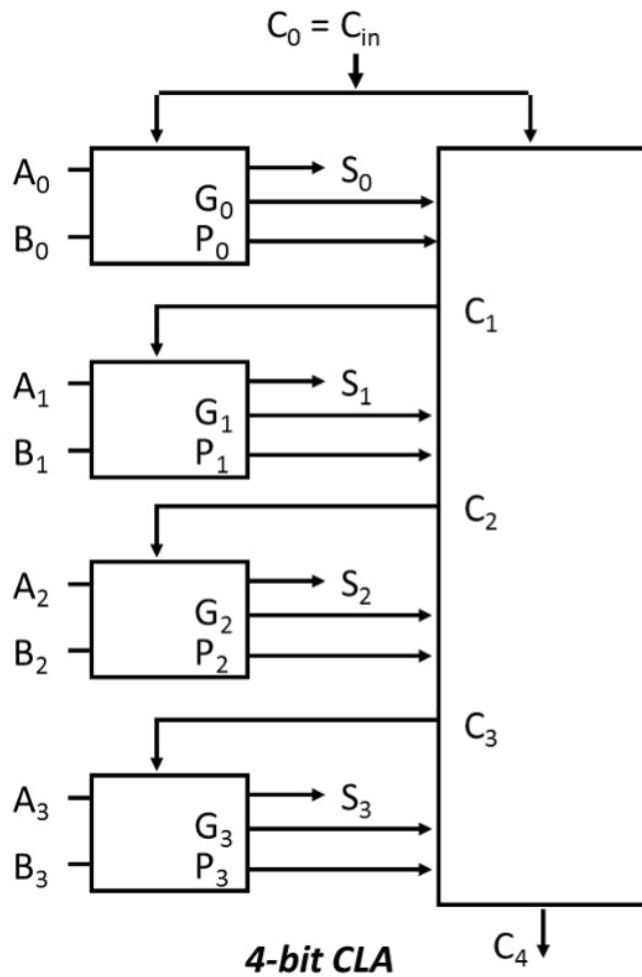 C₀ = Cᵢₙ
A₀
S₀
G₀
B₀
P₀
C₁
A₁
S₁
G₁
B₁
P₁
C₂
A₂
S₂
G₂
B₂
P₂
C₃
A₃
S₃
G₃
B₃
P₃
C₄
4-bit CLA